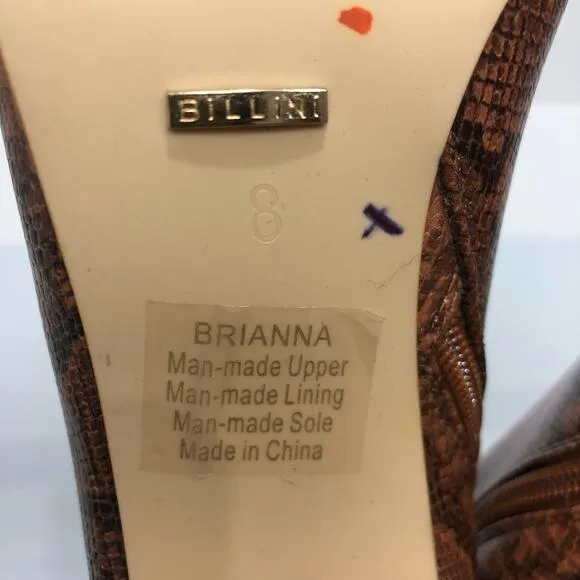 BILLINI
8
BRIANNA
Man-made Upper
Man-made Lining
Man-made Sole
Made in China